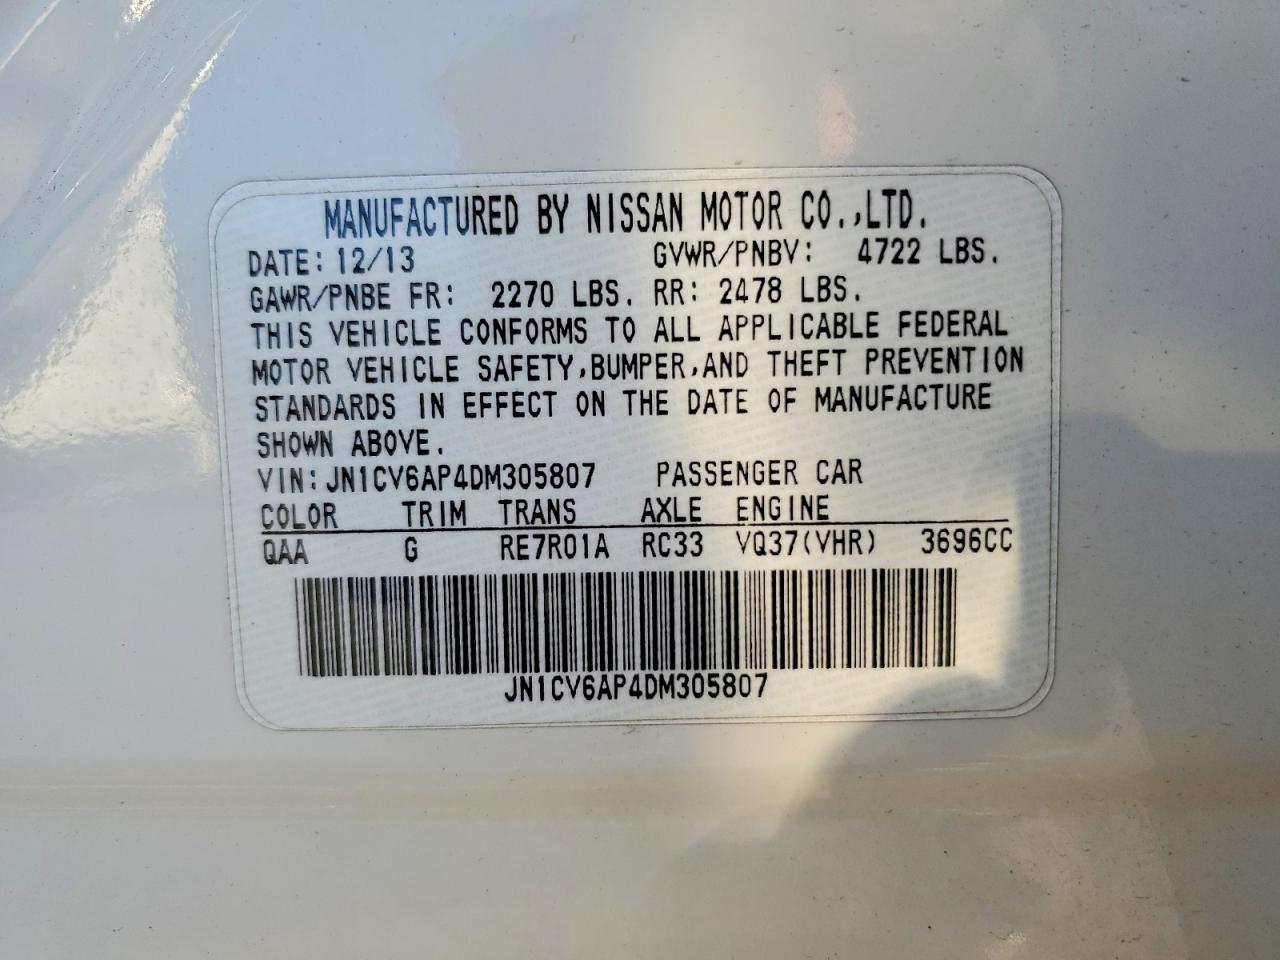 MANUFACTURED BY NISSAN MOTOR CO.,LTD.
DATE: 12/13 GVWR/PNBV: 4722 LBS.
GAWR/PNBE FR: 2270 LBS. RR: 2478 LBS.
THIS VEHICLE CONFORMS TO ALL APPLICABLE FEDERAL
MOTOR VEHICLE SAFETY,BUMPER,AND THEFT PREVENTION
STANDARDS IN EFFECT ON THE DATE OF MANUFACTURE
SHOWN ABOVE.
VIN:JN1CV6AP4DM305807 PASSENGER CAR
COLOR TRIM TRANS AXLE ENGINE
QAA G RE7R01A RC33 VQ37(VHR) 3696CC
JN1CV6AP4DM305807